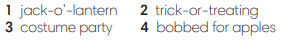 1 jack-o'-lantern 2 trick-or-treating
3 costume party 4 bobbed for apples